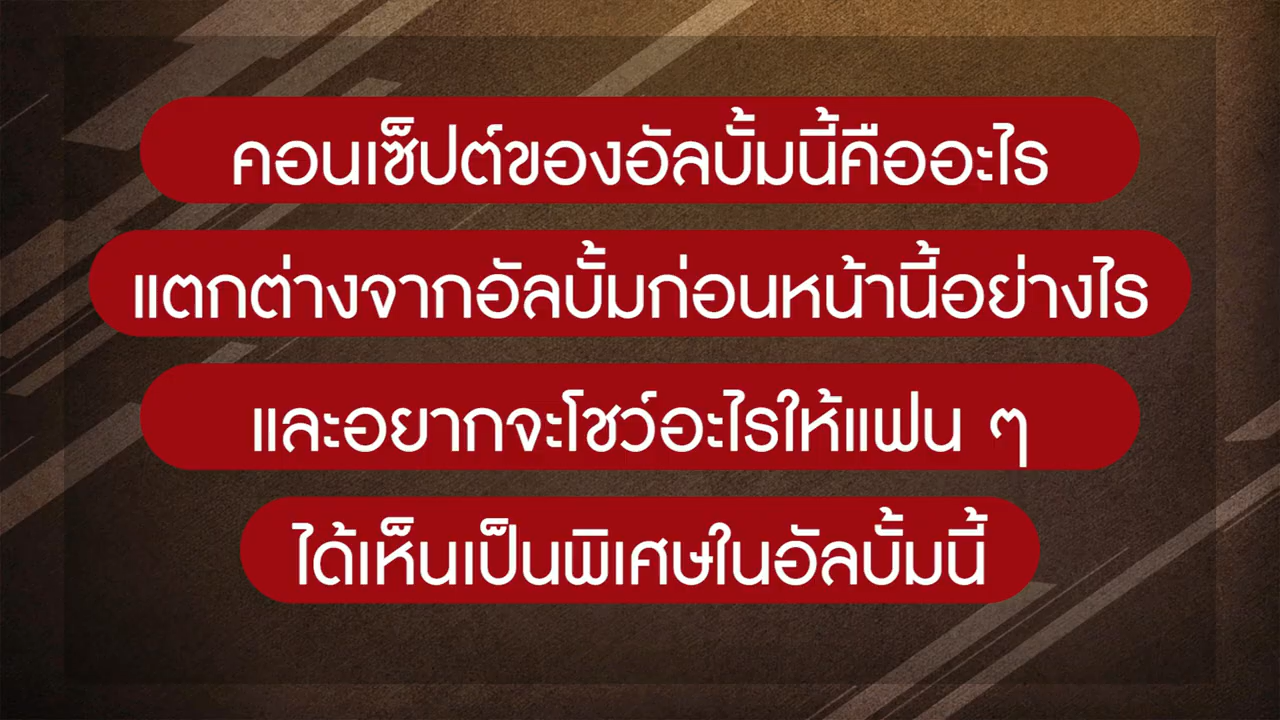 คอนเซ็ปต์ของอัลบั้มนี้คืออะไร
แตกต่างจากอัลบั้มก่อนหน้านี้อย่างไร
และอยากจะโชว์อะไรให้แฟน ๆ
ได้เห็นเป็นพิเศษในอัลบั้มนี้